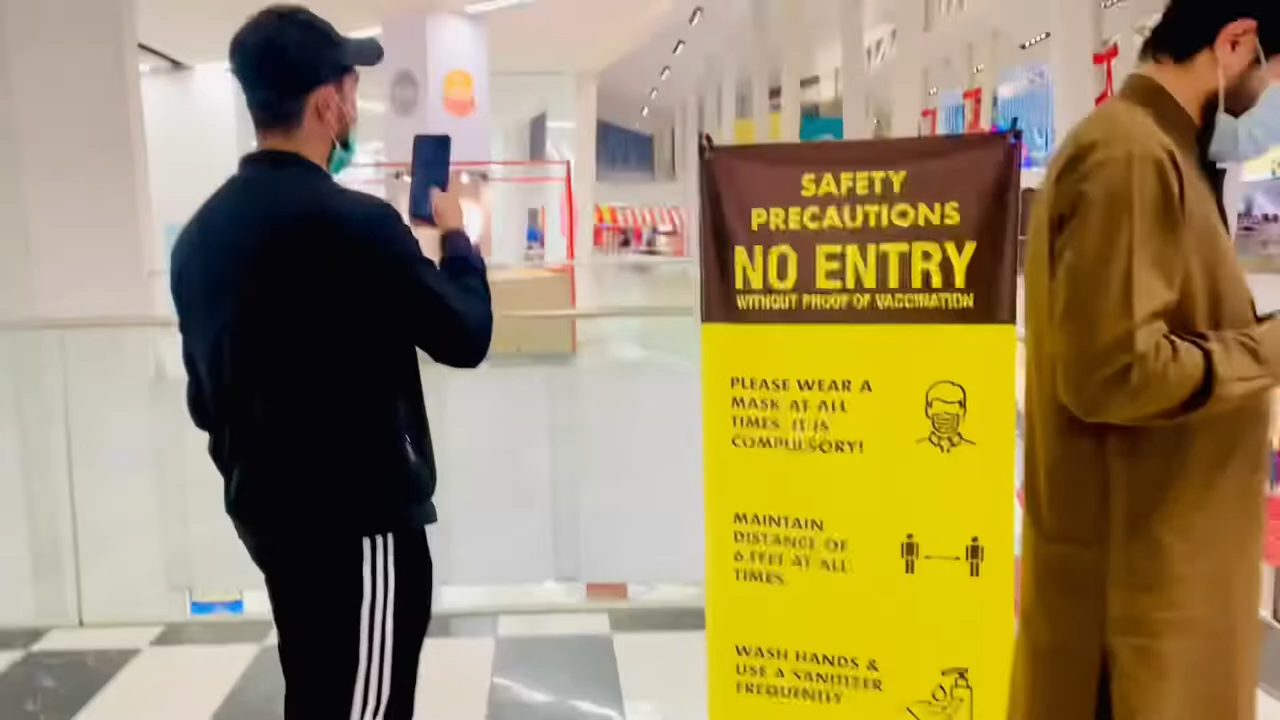 SAFETY
PRECAUTIONS
NO ENTRY
WITHOUT PROOF OF VACCINATION
PLEASE WEAR A
MASK AT ALL
TIMES. IT IS
COMPULSORY!
MAINTAIN
DISTANCE OF
6 FEET AT ALL
TIMES.
WASH HANDS &
USE A SANITIZER
FREQUENTLY